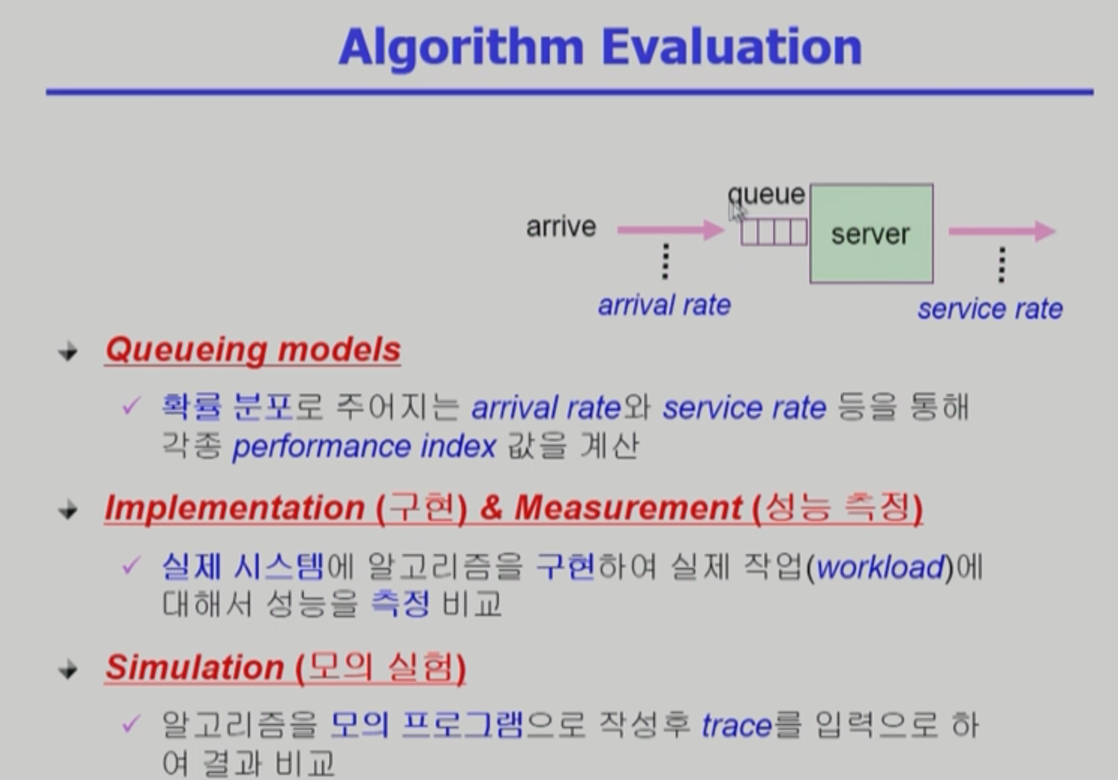 Algorithm Evaluation
queue
arrive
server
arrival rate
service rate
Queueing models
✓ 확률 분포로 주어지는 arrival rate와 service rate 등을 통해
각종 performance index 값을 계산
Implementation (구현) & Measurement (성능 측정)
✓ 실제 시스템에 알고리즘을 구현하여 실제 작업(workload)에
대해서 성능을 측정 비교
Simulation (모의 실험)
✓ 알고리즘을 모의 프로그램으로 작성후 trace를 입력으로 하
여 결과 비교